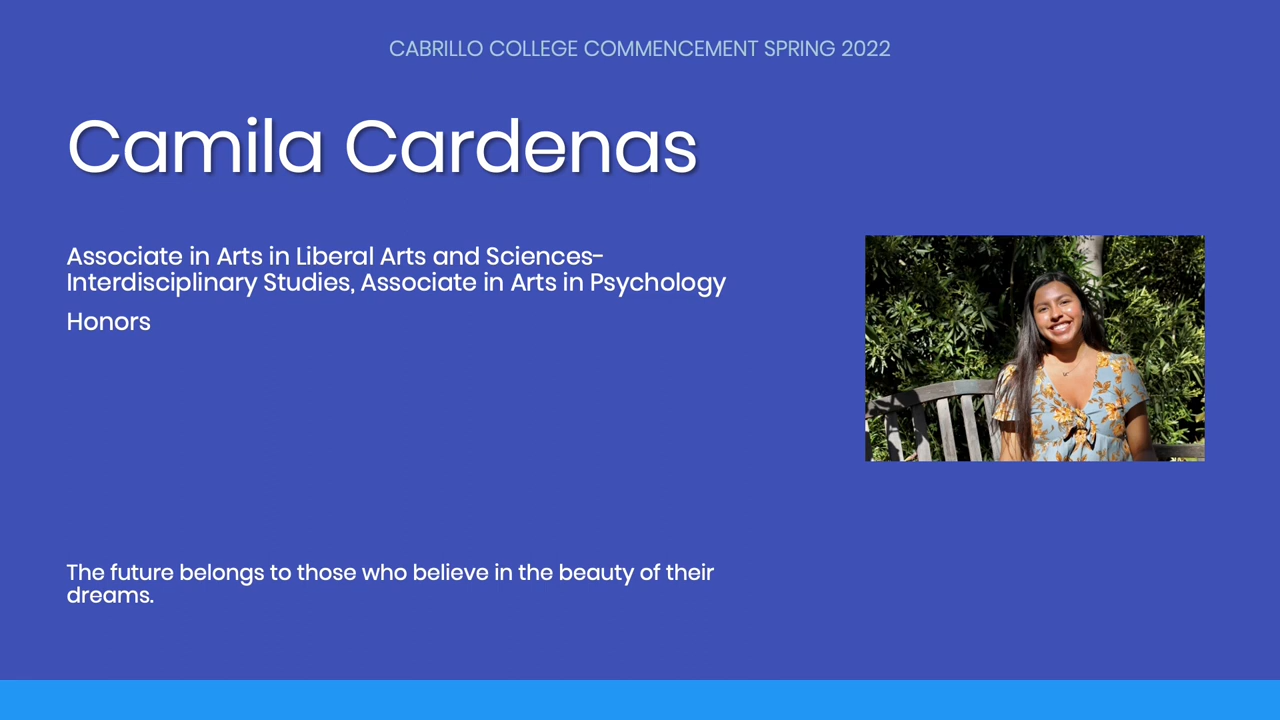 CABRILLO COLLEGE COMMENCEMENT SPRING 2022
Camila Cardenas
Associate in Arts in Liberal Arts and Sciences-
Interdisciplinary Studies, Associate in Arts in Psychology
Honors
The future belongs to those who believe in the beauty of their
dreams.